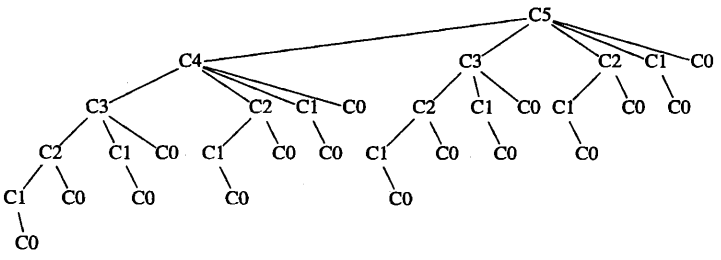 C5
C4 C3 C2 C1 C0
C3 C2 C1 C0 C2 C1 C0 C1 C0 C0
C2 C1 C0 C1 C0 C0 C1 C0 C0 C0
C1 C0 C0 C0 C0
C0